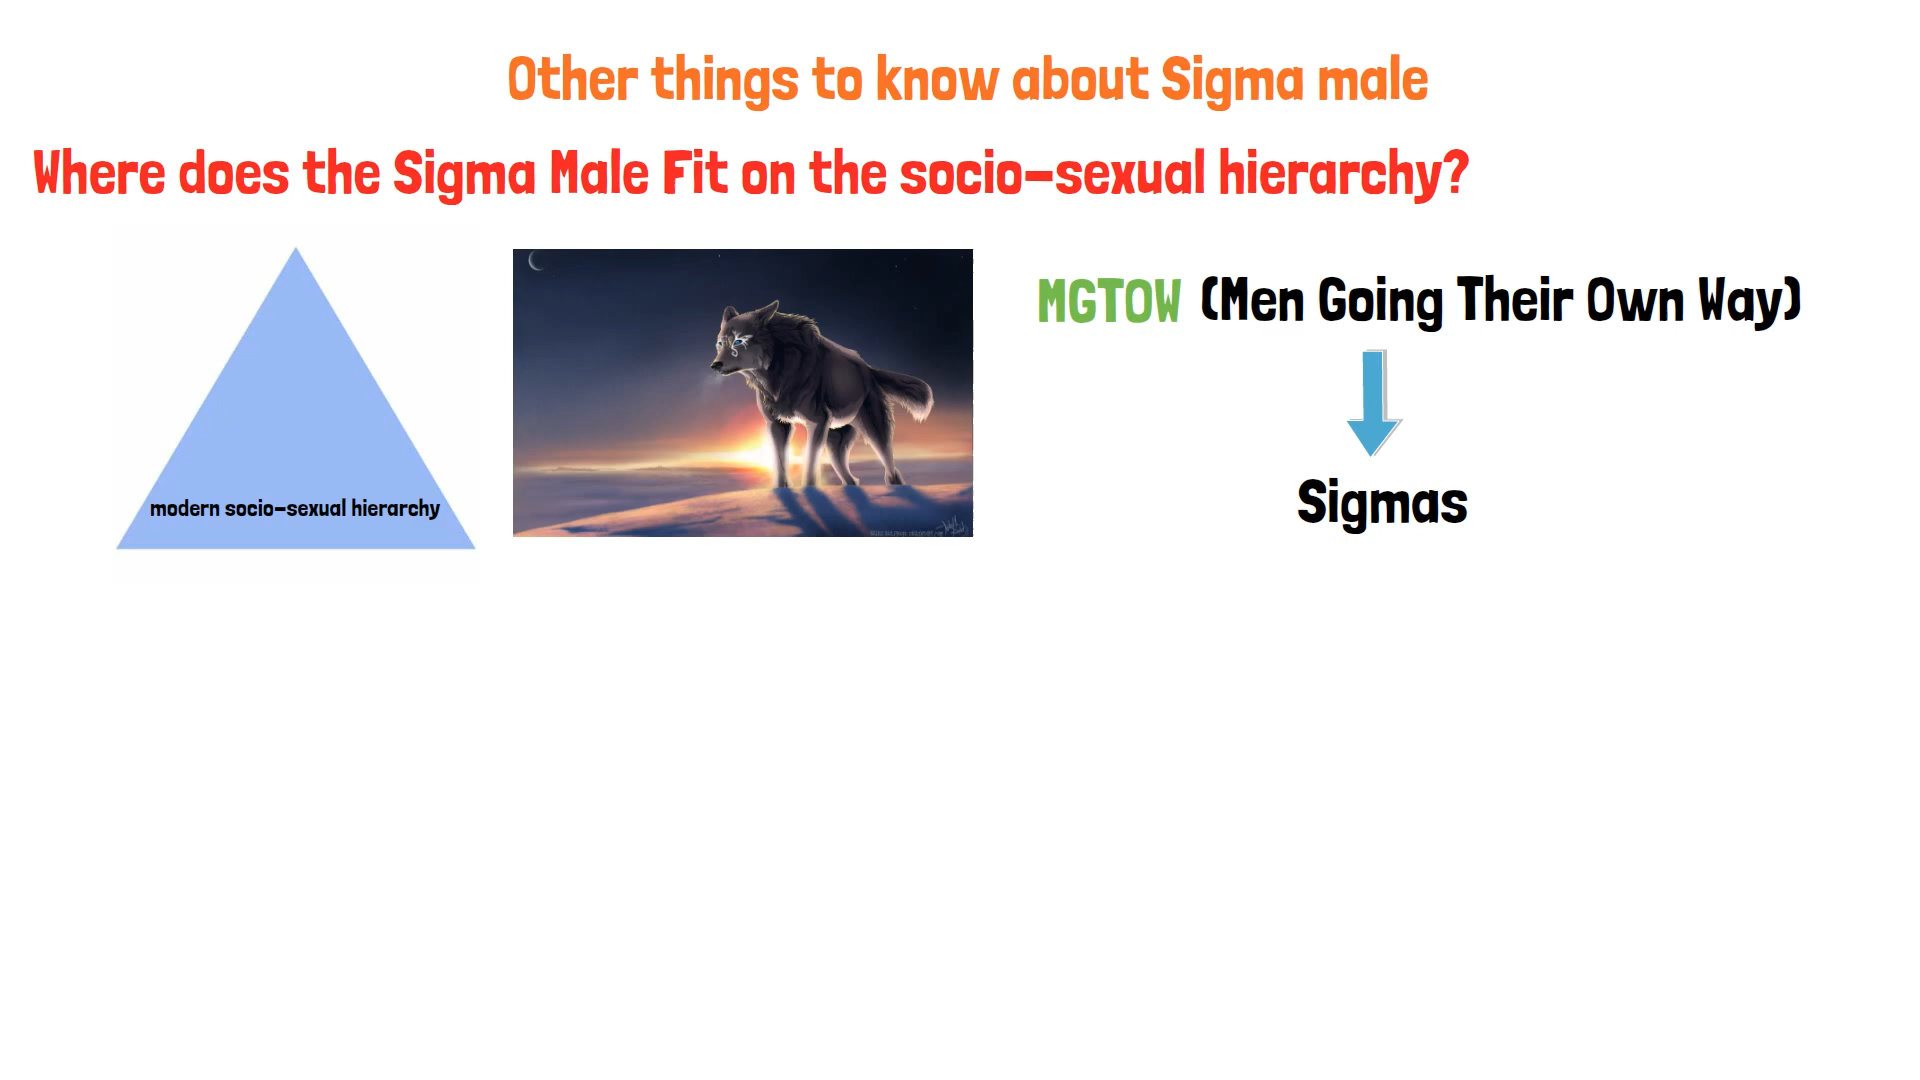 Other things to know about Sigma male
Where does the Sigma Male Fit on the socio-sexual hierarchy?
modern socio-sexual hierarchy
MGTOW (Men Going Their Own Way)
Sigmas